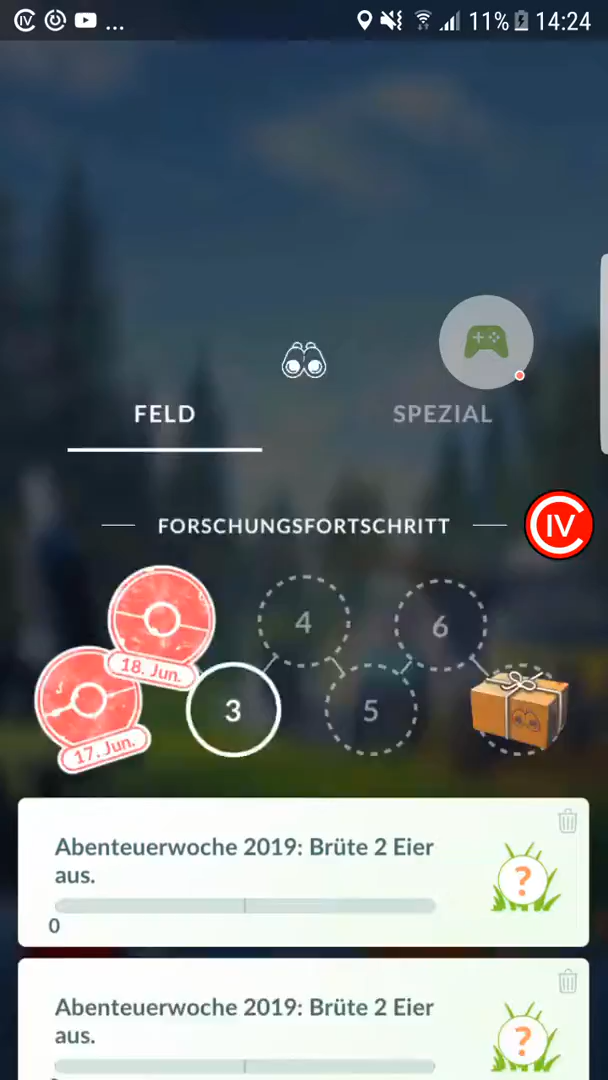 IV ... 11% 14:24
FELD SPEZIAL
FORSCHUNGSFORTSCHRITT
IV
4 6
18. Jun.
3 5
17. Jun.
Abenteuerwoche 2019: Brüte 2 Eier
aus.
?
0
Abenteuerwoche 2019: Brüte 2 Eier
aus.
?